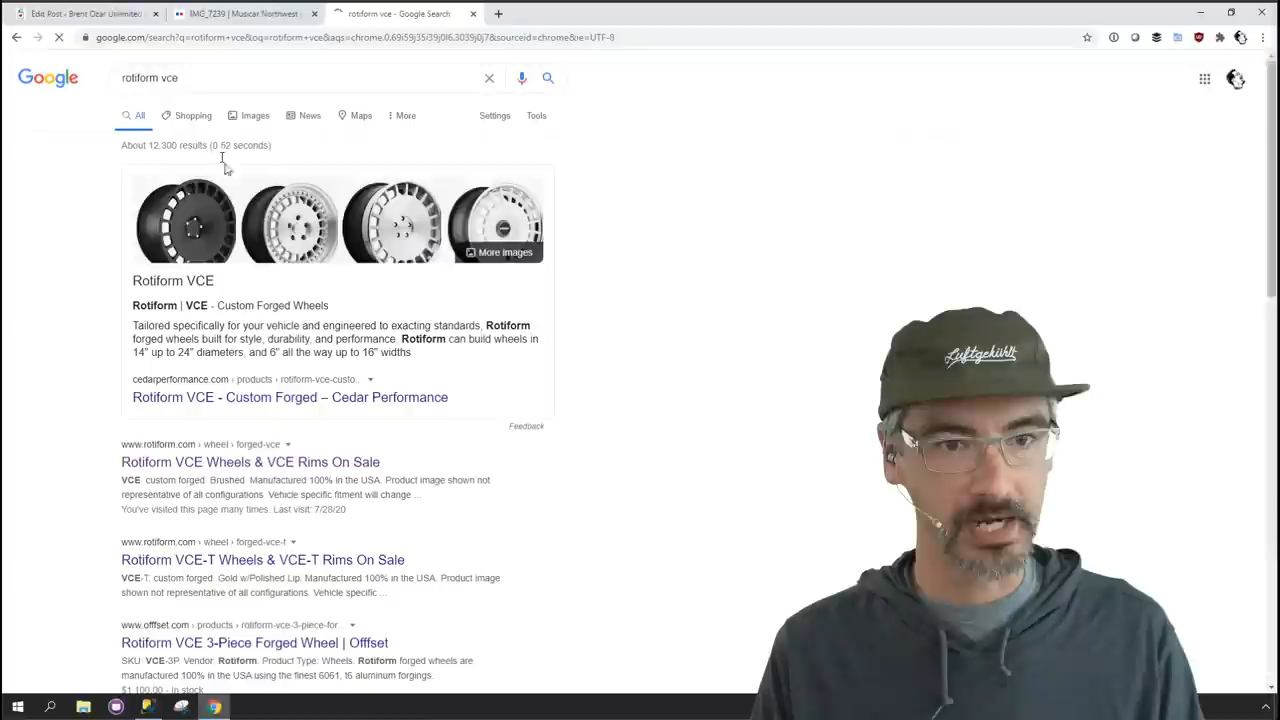 Edit Post ‹ Brent Ozar Unlimited
IMG_7239 | Musicar Northwest
rotiform vce - Google Search
google.com/search?q=rotiform+vce&oq=rotiform+vce&aqs=chrome.0.69i59j35i39j0l6.3039j0j7&sourceid=chrome&ie=UTF-8
Google
rotiform vce
All
Shopping
Images
News
Maps
More
Settings
Tools
About 12,300 results (0.52 seconds)
More images
Rotiform VCE
Rotiform | VCE - Custom Forged Wheels
Tailored specifically for your vehicle and engineered to exacting standards, Rotiform
forged wheels built for style, durability, and performance. Rotiform can build wheels in
14" up to 24" diameters, and 6" all the way up to 16" widths
cedarperformance.com › products › rotiform-vce-custo...
Rotiform VCE - Custom Forged – Cedar Performance
Feedback
www.rotiform.com › wheel › forged-vce
Rotiform VCE Wheels & VCE Rims On Sale
VCE. custom forged. Brushed. Manufactured 100% in the USA. Product image shown not
representative of all configurations. Vehicle specific fitment will change ...
You've visited this page many times. Last visit: 7/28/20
www.rotiform.com › wheel › forged-vce-t
Rotiform VCE-T Wheels & VCE-T Rims On Sale
VCE-T. custom forged. Gold w/Polished Lip. Manufactured 100% in the USA. Product image
shown not representative of all configurations. Vehicle specific ...
www.offfset.com › products › rotiform-vce-3-piece-for...
Rotiform VCE 3-Piece Forged Wheel | Offfset
SKU: VCE-3P. Vendor: Rotiform. Product Type: Wheels. Rotiform forged wheels are
manufactured 100% in the USA using the finest 6061, t6 aluminum forgings.
$1,100.00 - In stock
Luftgekühlt